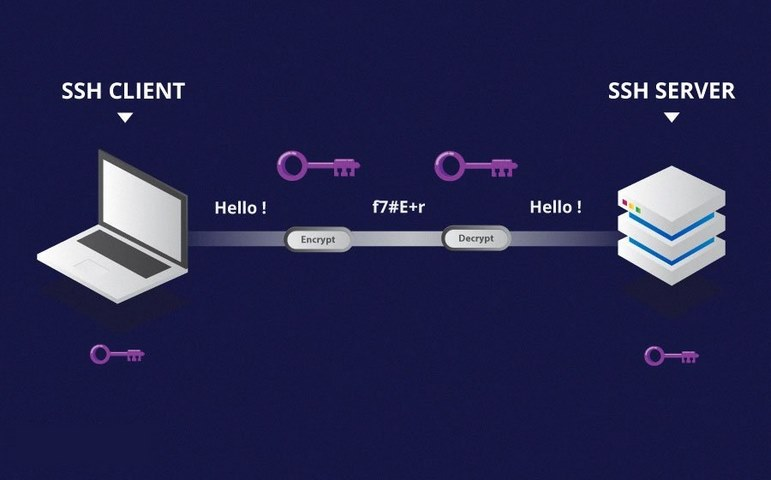 SSH CLIENT
SSH SERVER
Hello !
f7#E+r
Hello !
Encrypt
Decrypt